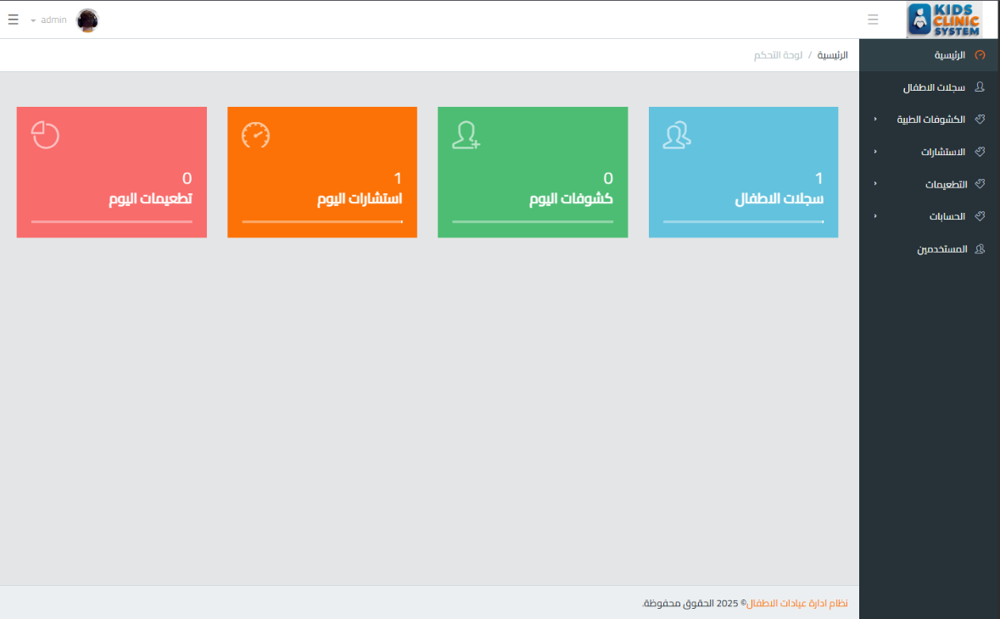 KIDS
CLINIC
SYSTEM
admin
الرئيسية / لوحة التحكم
الرئيسية
سجلات الاطفال
الكشوفات الطبية
الاستشارات
التطعيمات
الحسابات
المستخدمين
1
سجلات الاطفال
0
كشوفات اليوم
1
استشارات اليوم
0
تطعيمات اليوم
نظام ادارة عيادات الاطفال© 2025 الحقوق محفوظة.